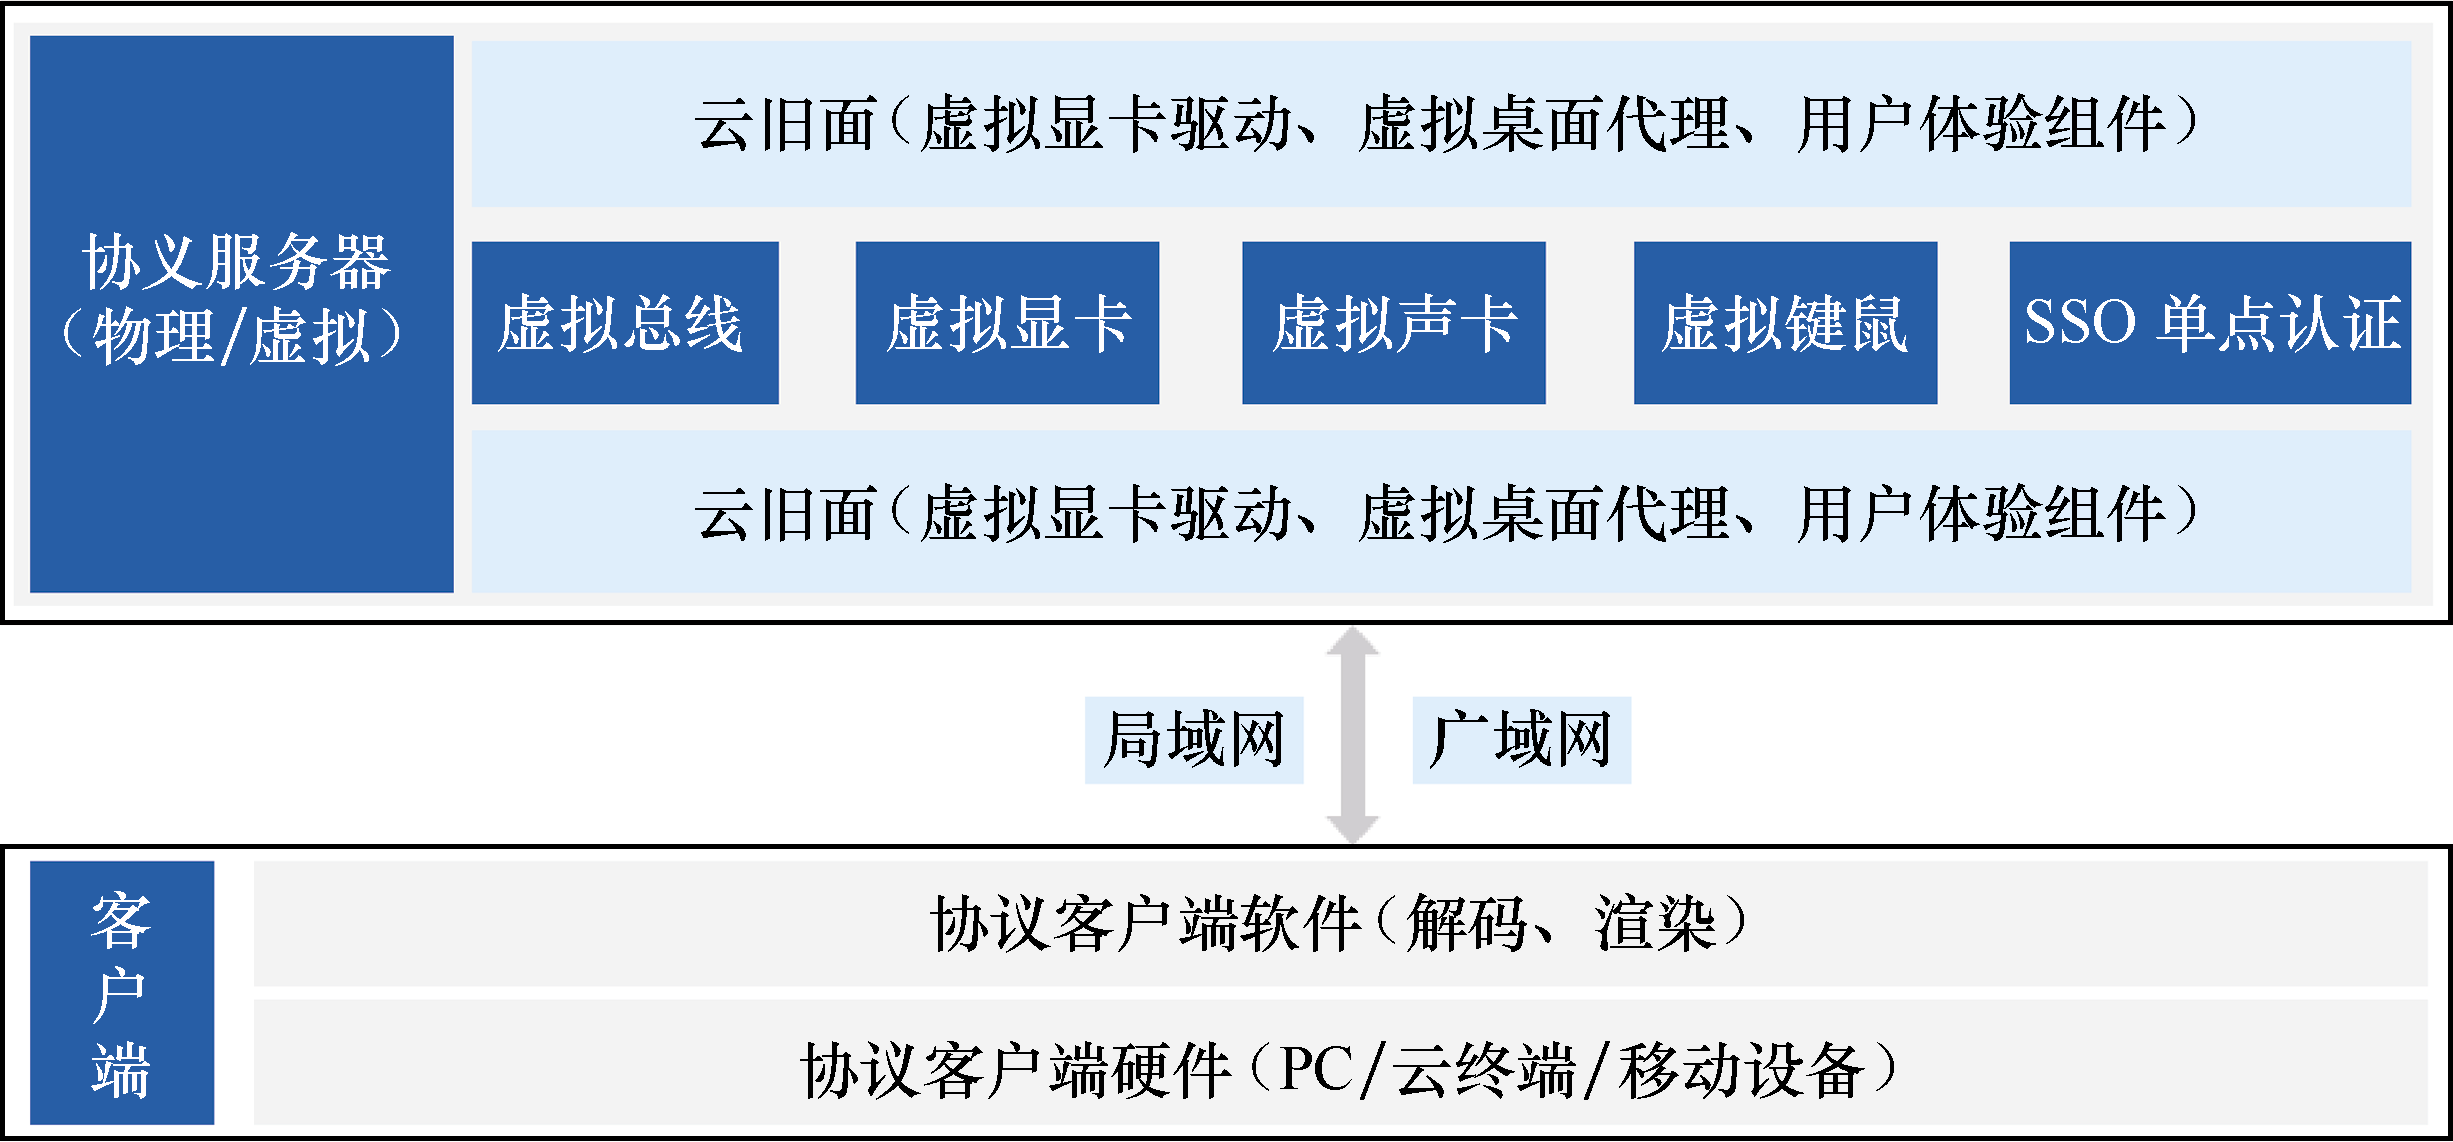 协义服务器
（物理/虚拟）
云旧面（虚拟显卡驱动、虚拟桌面代理、用户体验组件）
虚拟总线
虚拟显卡
虚拟声卡
虚拟键鼠
SSO 单点认证
云旧面（虚拟显卡驱动、虚拟桌面代理、用户体验组件）
局域网
广域网
客户端
协议客户端软件（解码、渲染）
协议客户端硬件（PC/云终端/移动设备）